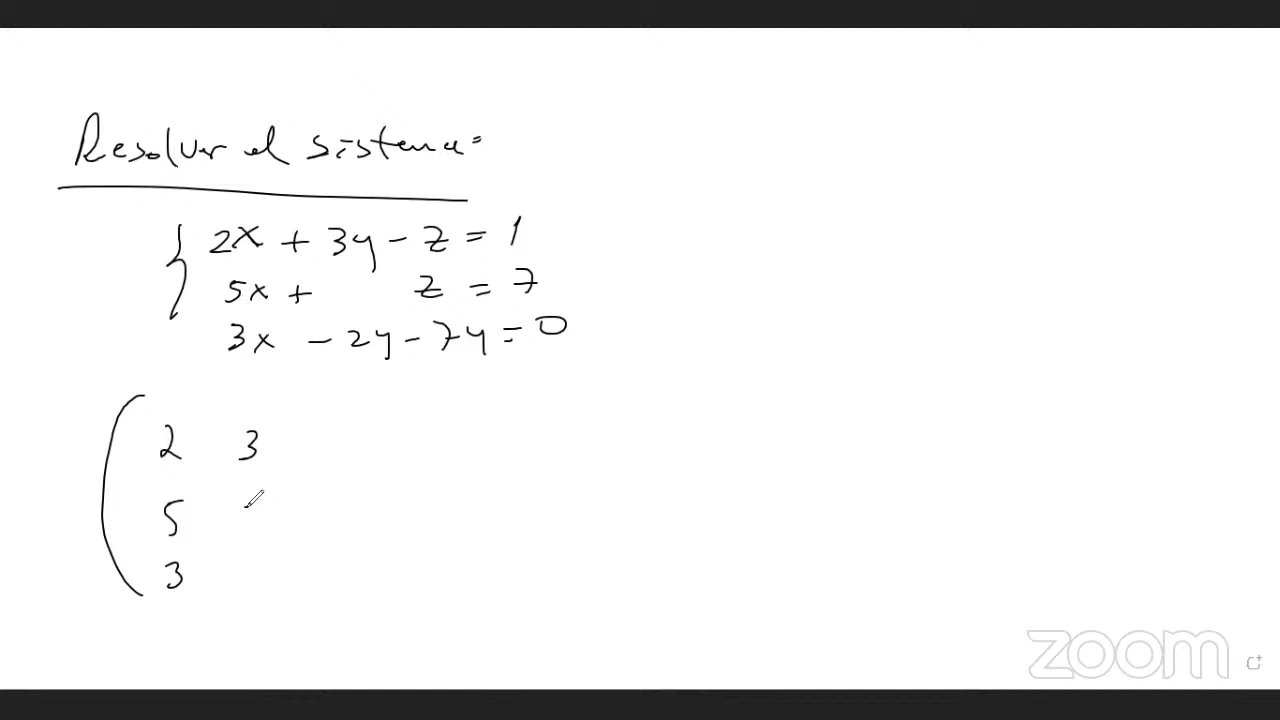 Resolver el sistema:
2x + 3y - z = 1
5x + z = 7
3x - 2y - 7y = 0
2 3
5
3
zoom